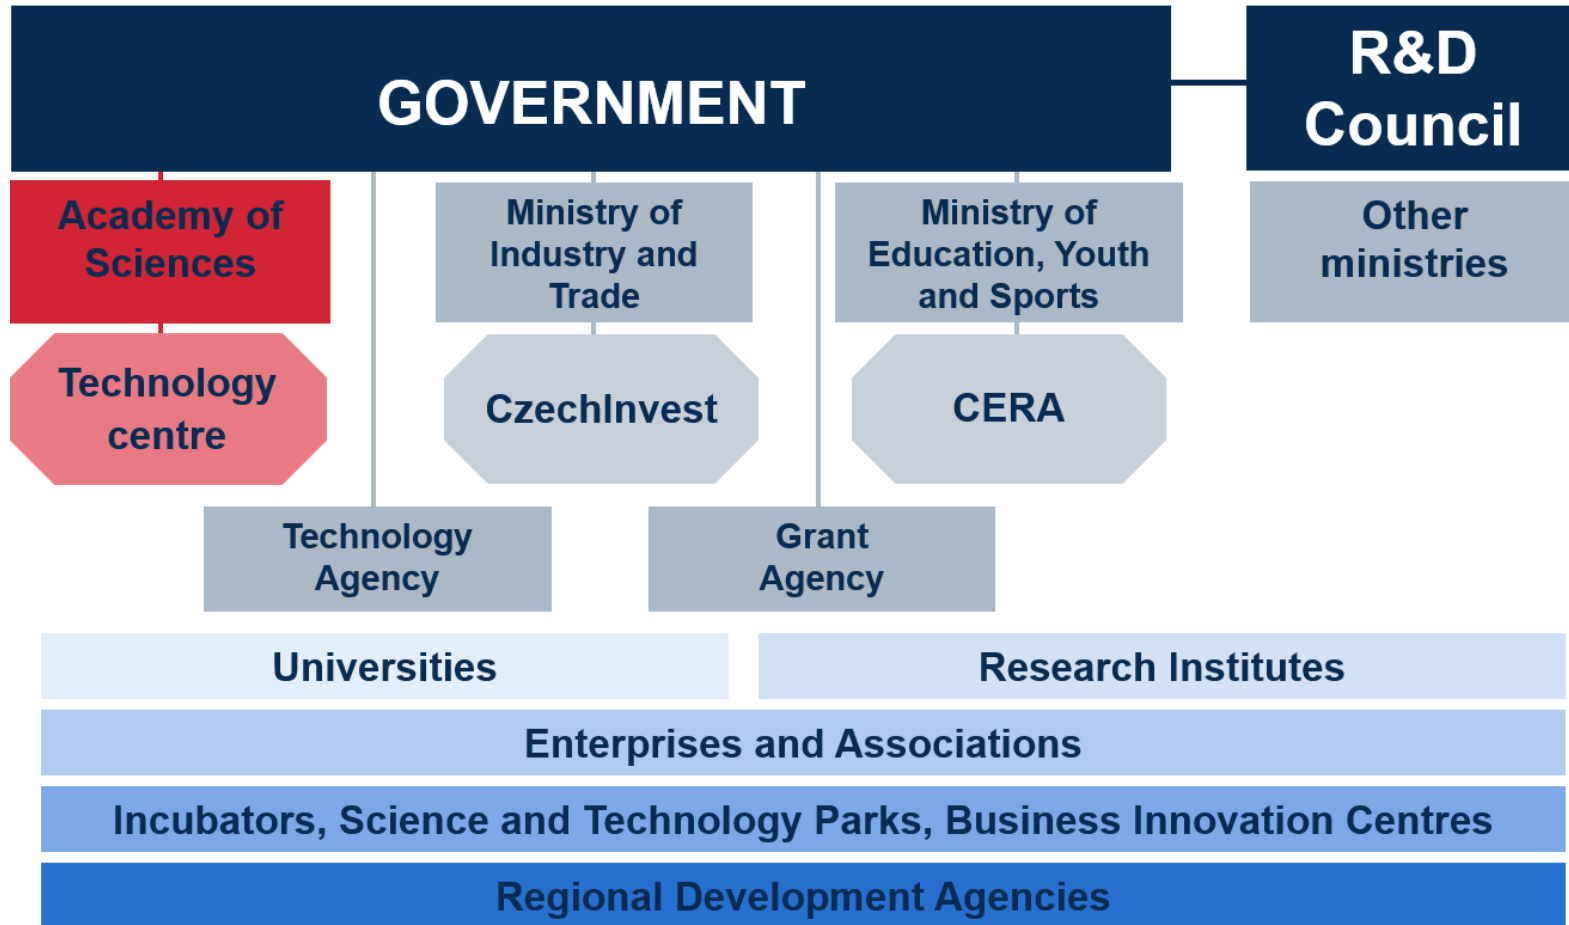 GOVERNMENT
R&D
Council
Academy of
Sciences
Ministry of
Industry and
Trade
Ministry of
Education, Youth
and Sports
Other
ministries
Technology
centre
CzechInvest
CERA
Technology
Agency
Grant
Agency
Universities
Research Institutes
Enterprises and Associations
Incubators, Science and Technology Parks, Business Innovation Centres
Regional Development Agencies